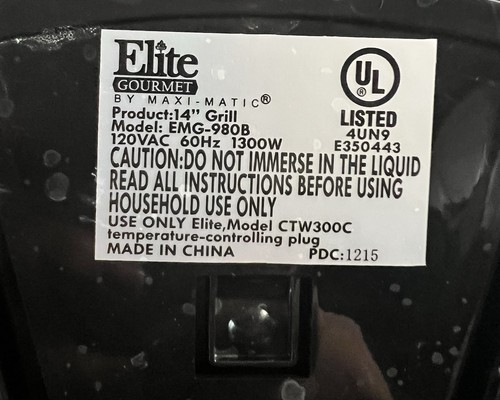 Elite
GOURMET
BY MAXI-MATIC®
Product:14" Grill
Model: EMG-980B
120VAC 60Hz 1300W
UL
LISTED
4UN9
E350443
CAUTION:DO NOT IMMERSE IN THE LIQUID
READ ALL INSTRUCTIONS BEFORE USING
HOUSEHOLD USE ONLY
USE ONLY Elite,Model CTW300C
temperature-controlling plug
MADE IN CHINA PDC:1215